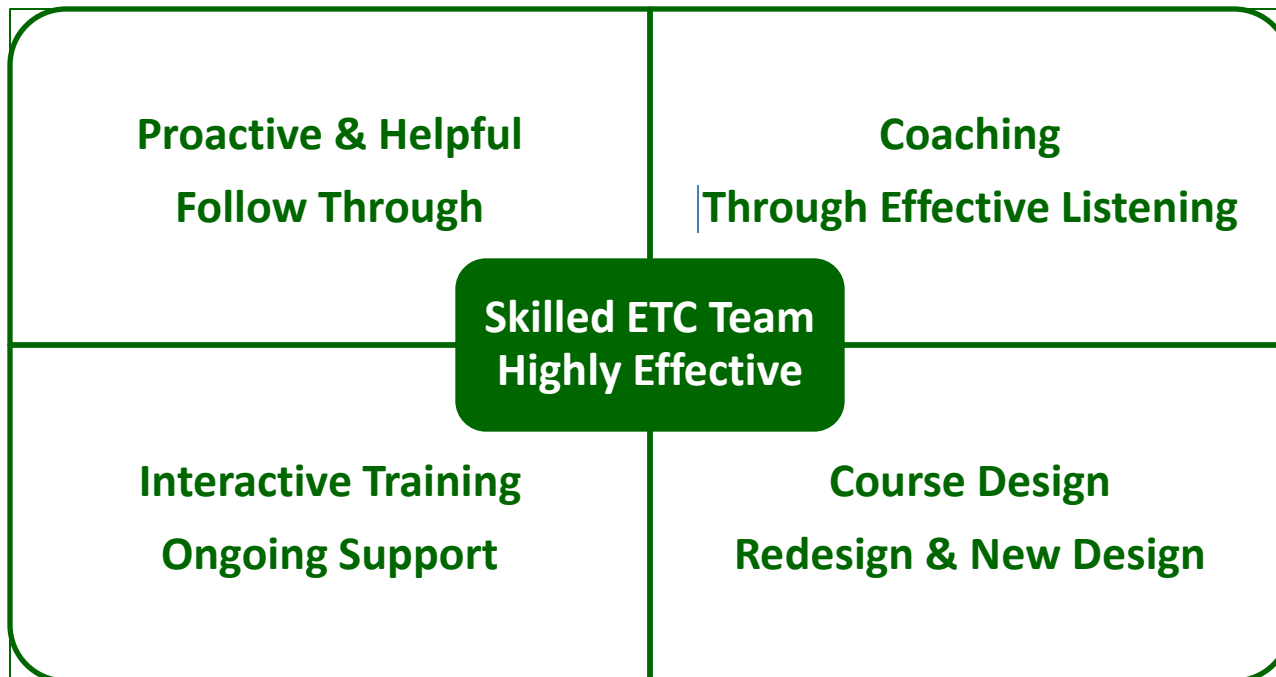 Proactive & Helpful
Follow Through
Coaching
Through Effective Listening
Skilled ETC Team
Highly Effective
Interactive Training
Ongoing Support
Course Design
Redesign & New Design